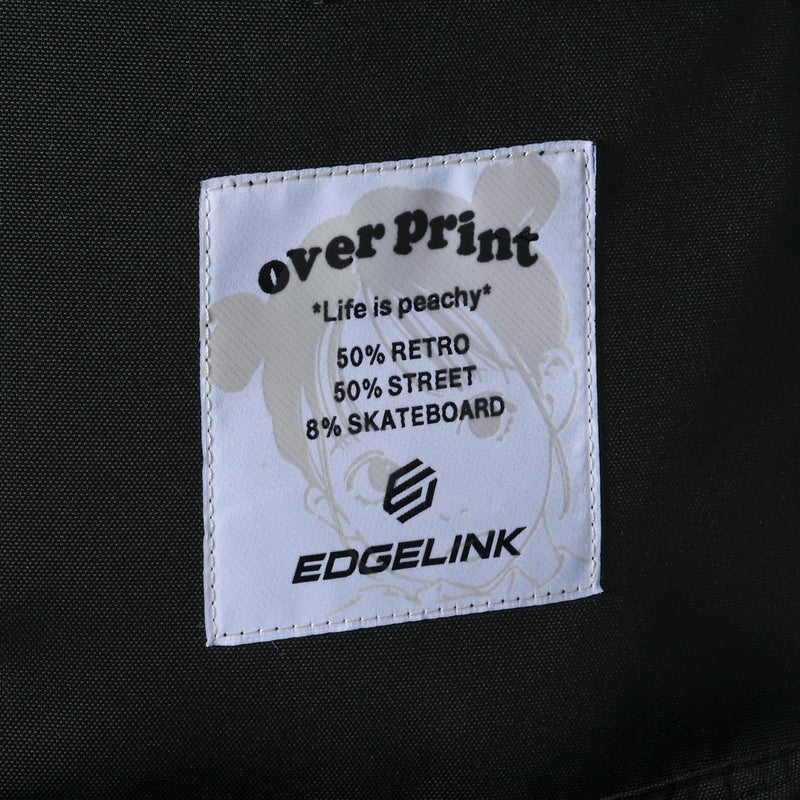 over print
*Life is peachy*
50% RETRO
50% STREET
8% SKATEBOARD
EDGELINK